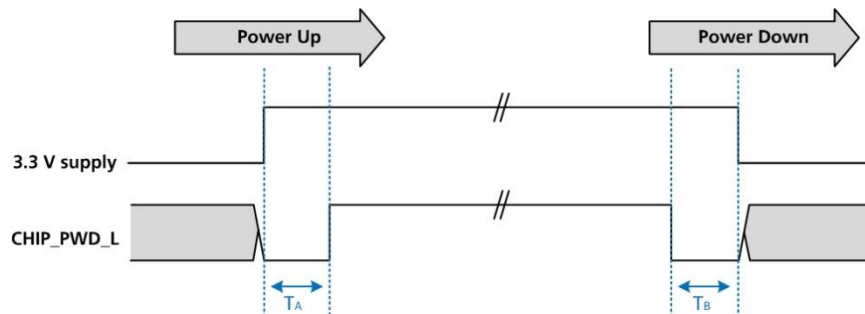 Power Up
Power Down
3.3 V supply
CHIP_PWD_L
TA
TB